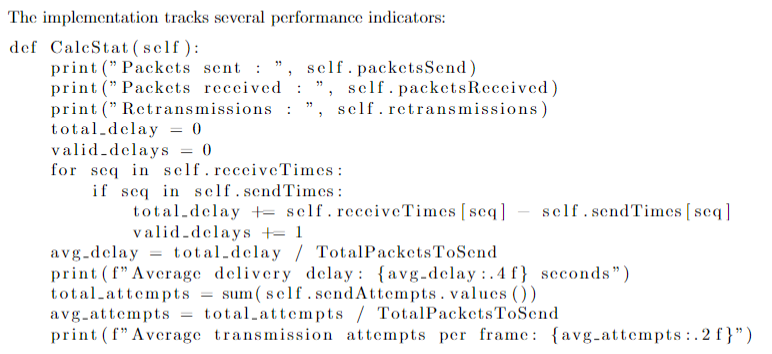 The implementation tracks several performance indicators:
def CalcStat(self):
print("Packets sent : ", self.packetsSend)
print("Packets received : ", self.packetsReceived)
print("Retransmissions : ", self.retransmissions)
total_delay = 0
valid_delays = 0
for seq in self.receiveTimes:
if seq in self.sendTimes:
total_delay += self.receiveTimes[seq] - self.sendTimes[seq]
valid_delays += 1
avg_delay = total_delay / TotalPacketsToSend
print(f"Average delivery delay: {avg_delay:.4f} seconds")
total_attempts = sum(self.sendAttempts.values())
avg_attempts = total_attempts / TotalPacketsToSend
print(f"Average transmission attempts per frame: {avg_attempts:.2f}")